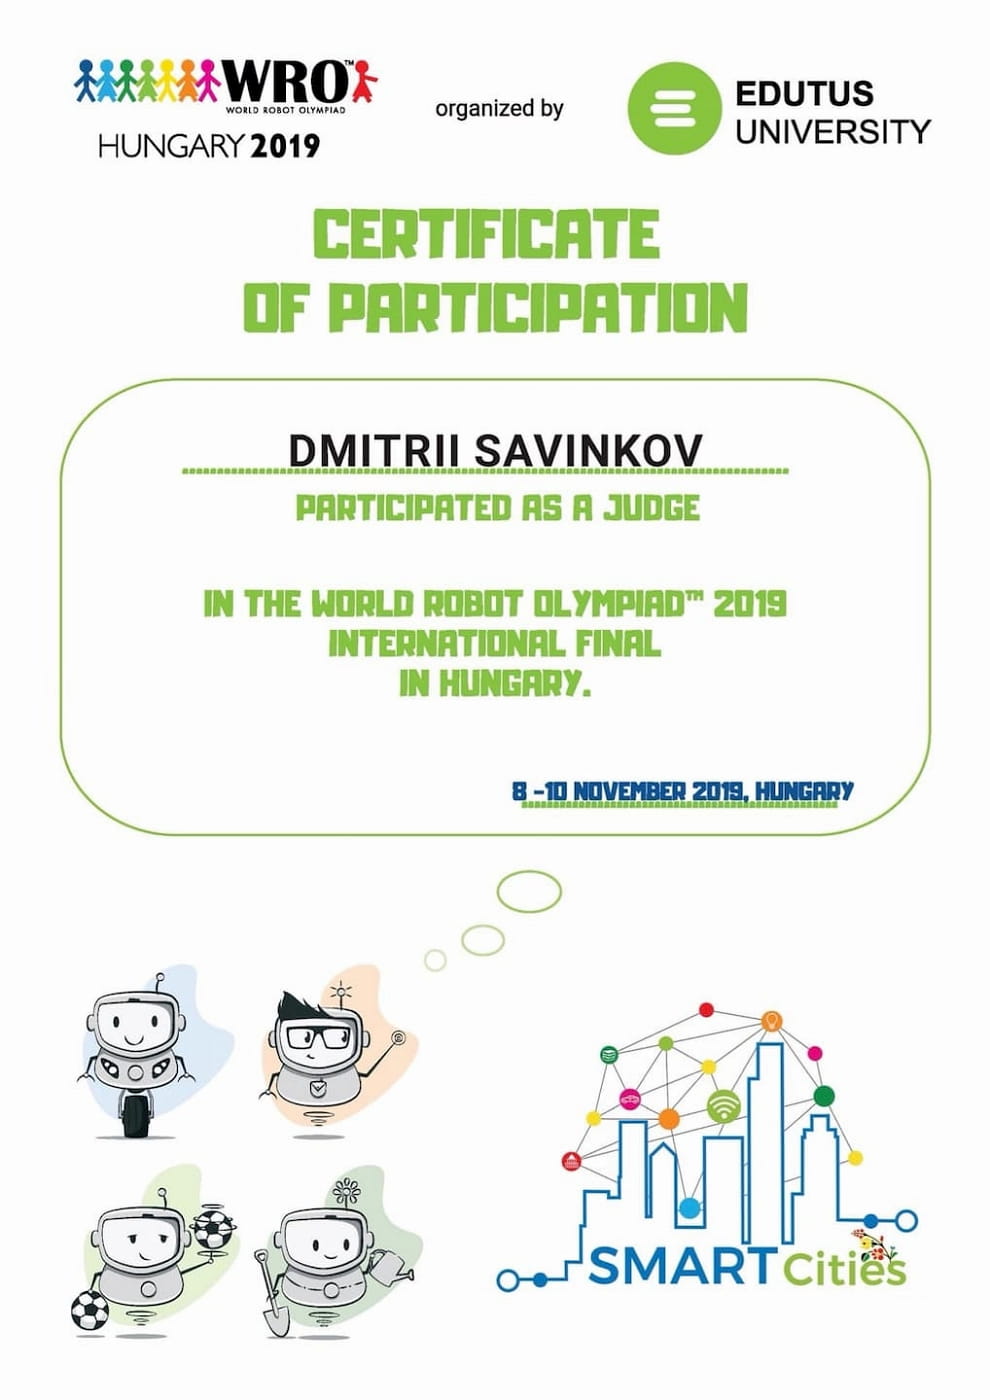 WRO™
WORLD ROBOT OLYMPIAD
HUNGARY 2019
organized by
EDUTUS
UNIVERSITY
CERTIFICATE
OF PARTICIPATION
DMITRII SAVINKOV
PARTICIPATED AS A JUDGE
IN THE WORLD ROBOT OLYMPIAD™ 2019
INTERNATIONAL FINAL
IN HUNGARY.
8 -10 NOVEMBER 2019, HUNGARY
SMART Cities